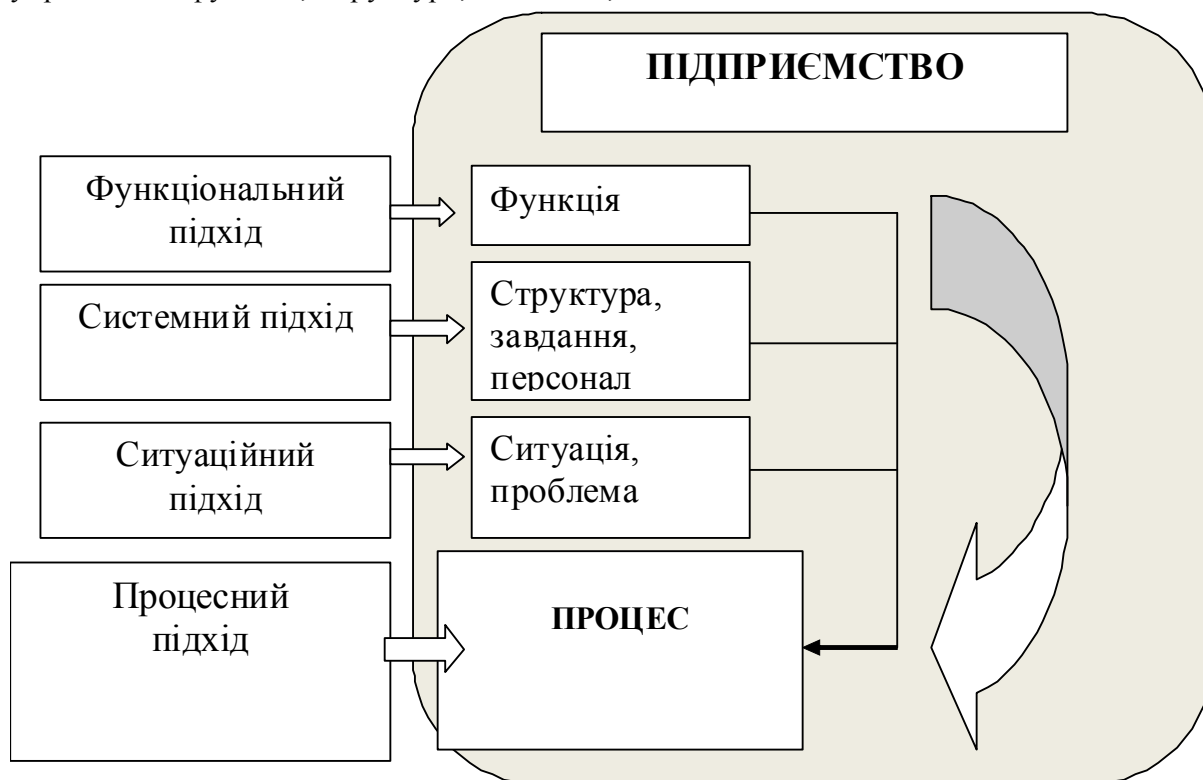 ПІДПРИЄМСТВО
Функціональний
підхід
Функція
Системний підхід
Структура,
завдання,
персонал
Ситуаційний
підхід
Ситуація,
проблема
Процесний
підхід
ПРОЦЕС